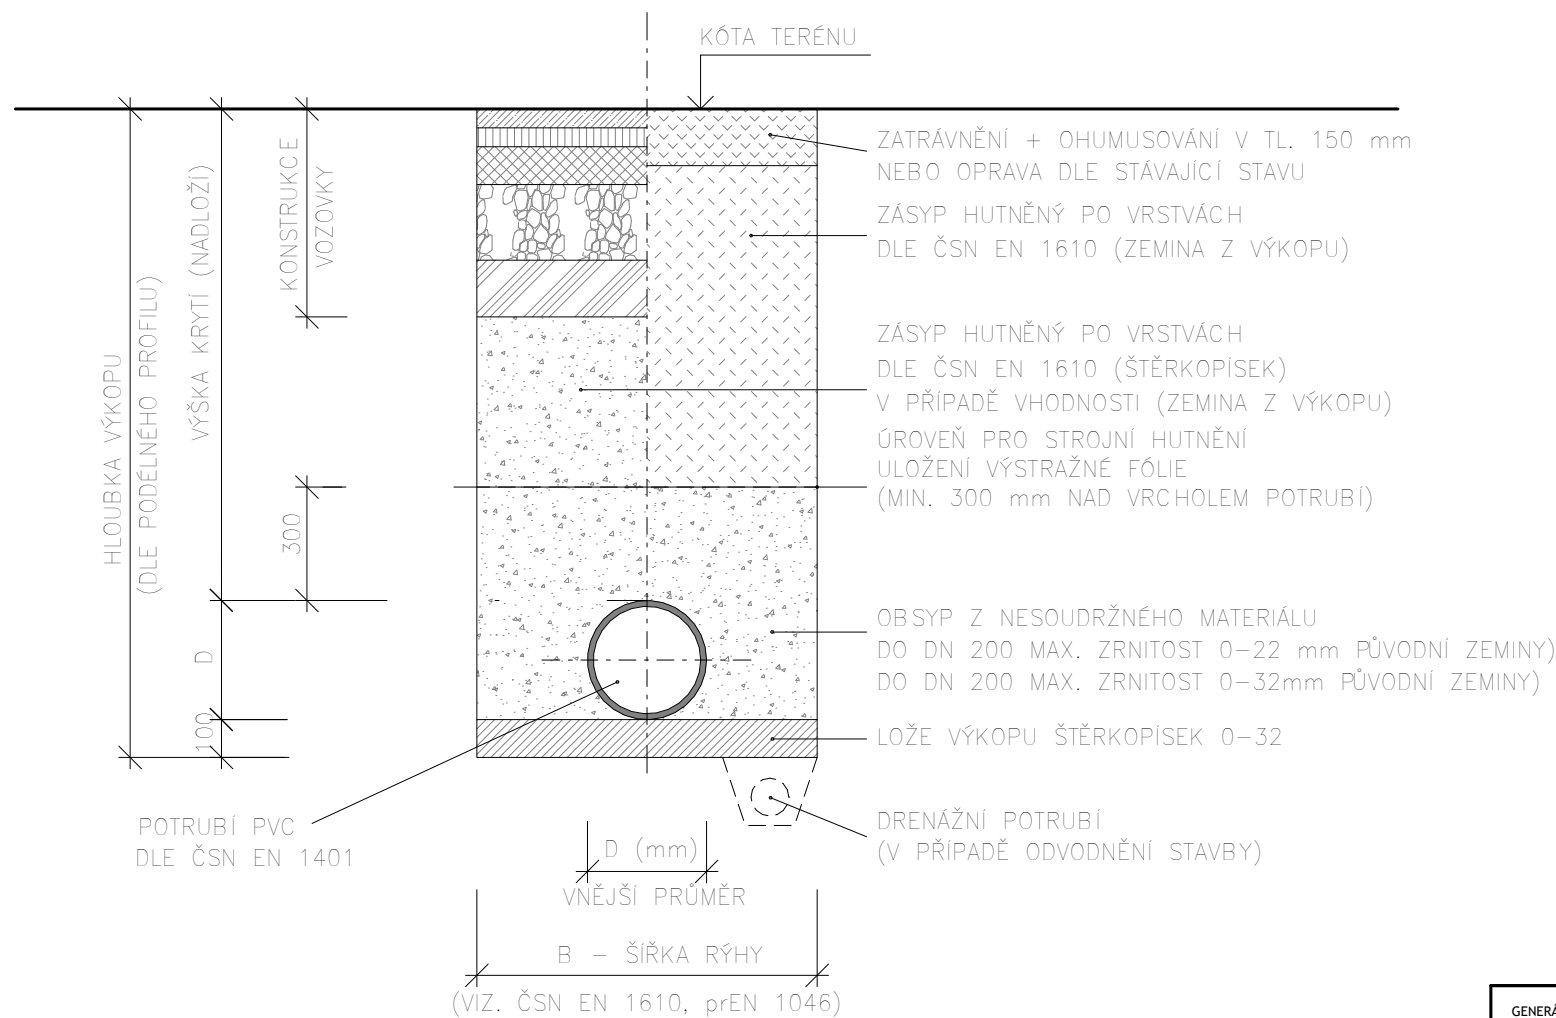 KÓTA TERÉNU
ZATRÁVNĚNÍ + OHUMUSOVÁNÍ V TL. 150 mm
NEBO OPRAVA DLE STÁVAJÍCÍ STAVU
ZÁSYP HUTNĚNÝ PO VRSTVÁCH
DLE ČSN EN 1610 (ZEMINA Z VÝKOPU)
ZÁSYP HUTNĚNÝ PO VRSTVÁCH
DLE ČSN EN 1610 (ŠTĚRKOPÍSEK)
V PŘÍPADĚ VHODNOSTI (ZEMINA Z VÝKOPU)
ÚROVEŇ PRO STROJNÍ HUTNĚNÍ
ULOŽENÍ VÝSTRAŽNÉ FÓLIE
(MIN. 300 mm NAD VRCHOLEM POTRUBÍ)
OBSYP Z NESOUDRŽNÉHO MATERIÁLU
DO DN 200 MAX. ZRNITOST 0-22 mm PŮVODNÍ ZEMINY)
DO DN 200 MAX. ZRNITOST 0-32mm PŮVODNÍ ZEMINY)
LOŽE VÝKOPU ŠTĚRKOPÍSEK 0-32
DRENÁŽNÍ POTRUBÍ
(V PŘÍPADĚ ODVODNĚNÍ STAVBY)
HLOUBKA VÝKOPU
(DLE PODÉLNÉHO PROFILU)
VÝŠKA KRYTÍ (NADLOŽÍ)
KONSTRUKCE
VOZOVKY
300
D
100
POTRUBÍ PVC
DLE ČSN EN 1401
D (mm)
VNĚJŠÍ PRŮMĚR
B - ŠÍŘKA RÝHY
(VIZ. ČSN EN 1610, prEN 1046)